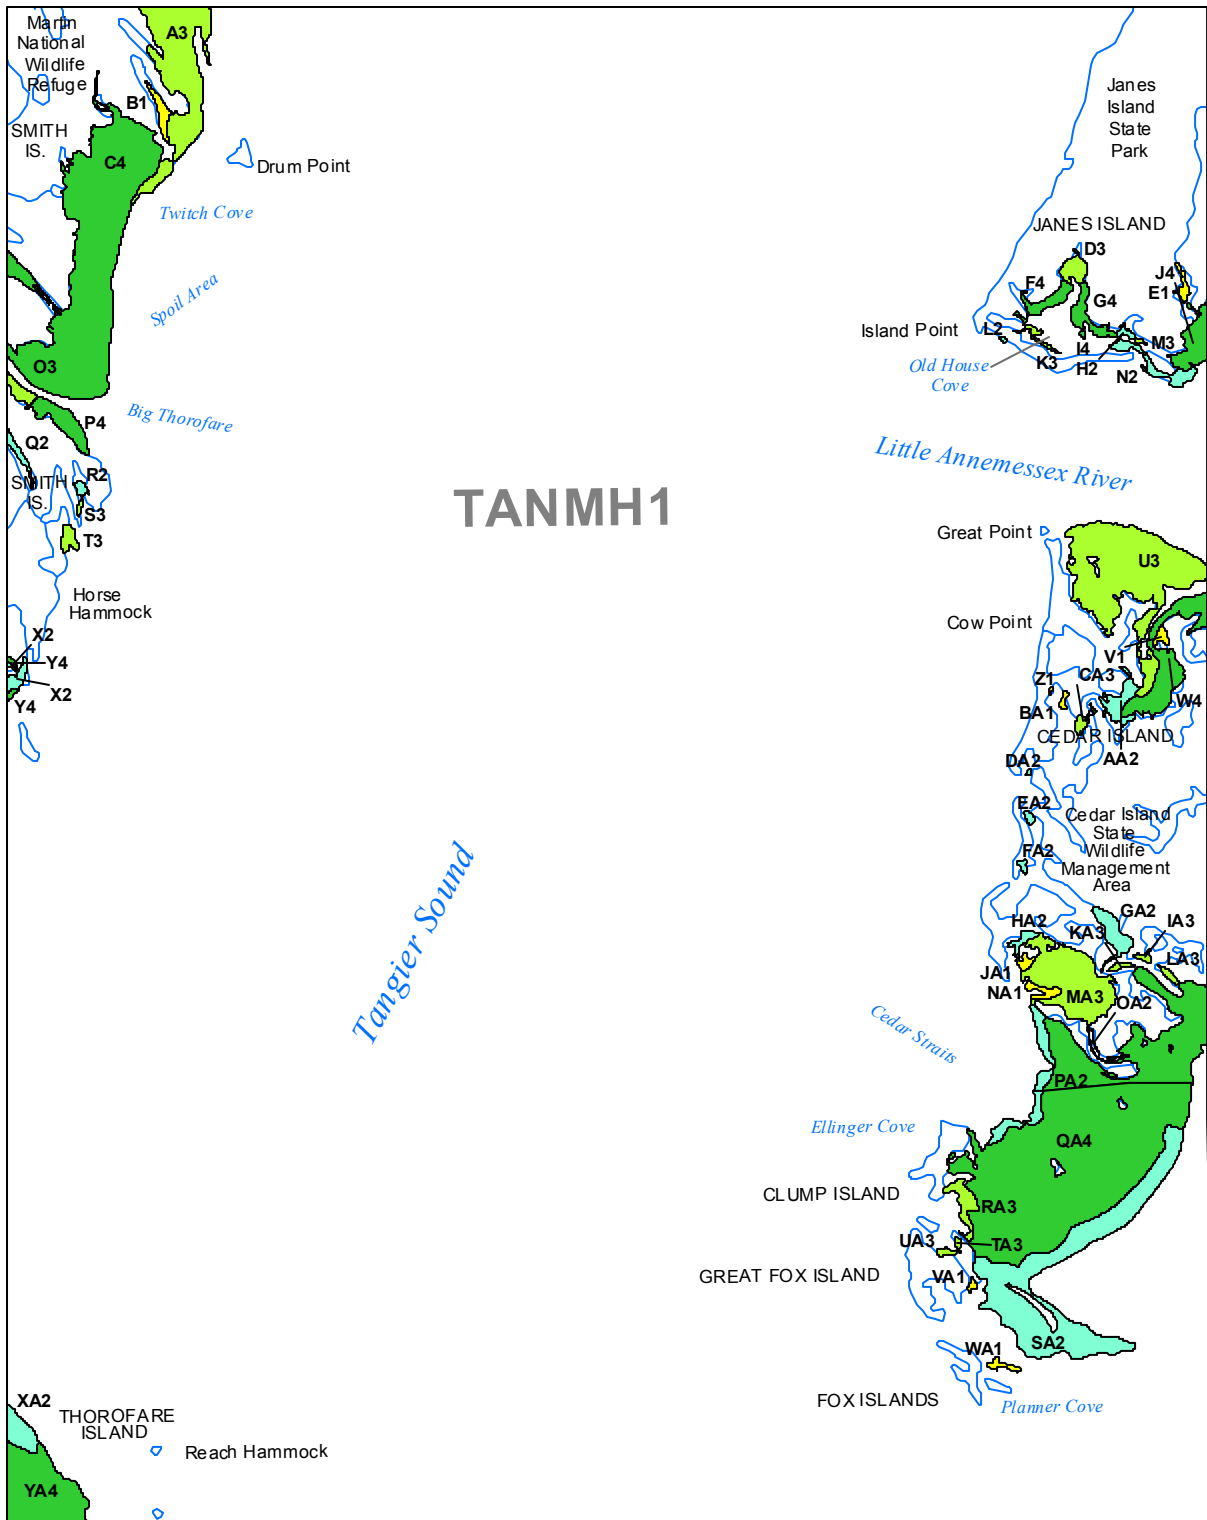 Martin
National
Wildlife
Refuge
A3
B1
SMITH
IS.
C4
Drum Point
Twitch Cove
Spoil Area
O3
P4
Big Thorofare
Q2
R2
SMITH
IS.
S3
T3
Horse
Hammock
X2
Y4
X2
Y4
TANMH1
Janes
Island
State
Park
JANES ISLAND
D3
F4
G4
J4
E1
Island Point
L2
Old House
Cove
K3
I4
H2
M3
N2
Little Annemessex River
Great Point
U3
Cow Point
V1
Z1
CA3
BA1
W4
CEDAR ISLAND
AA2
DA2
EA2
Cedar Island
State
Wildlife
Management
Area
FA2
GA2
HA2
KA3
IA3
JA1
LA3
NA1
MA3
OA2
Tangier Sound
Cedar Straits
PA2
Ellinger Cove
QA4
CLUMP ISLAND
RA3
UA3
TA3
GREAT FOX ISLAND
VA1
SA2
WA1
FOX ISLANDS
Planner Cove
XA2
THOROFARE
ISLAND
Reach Hammock
YA4